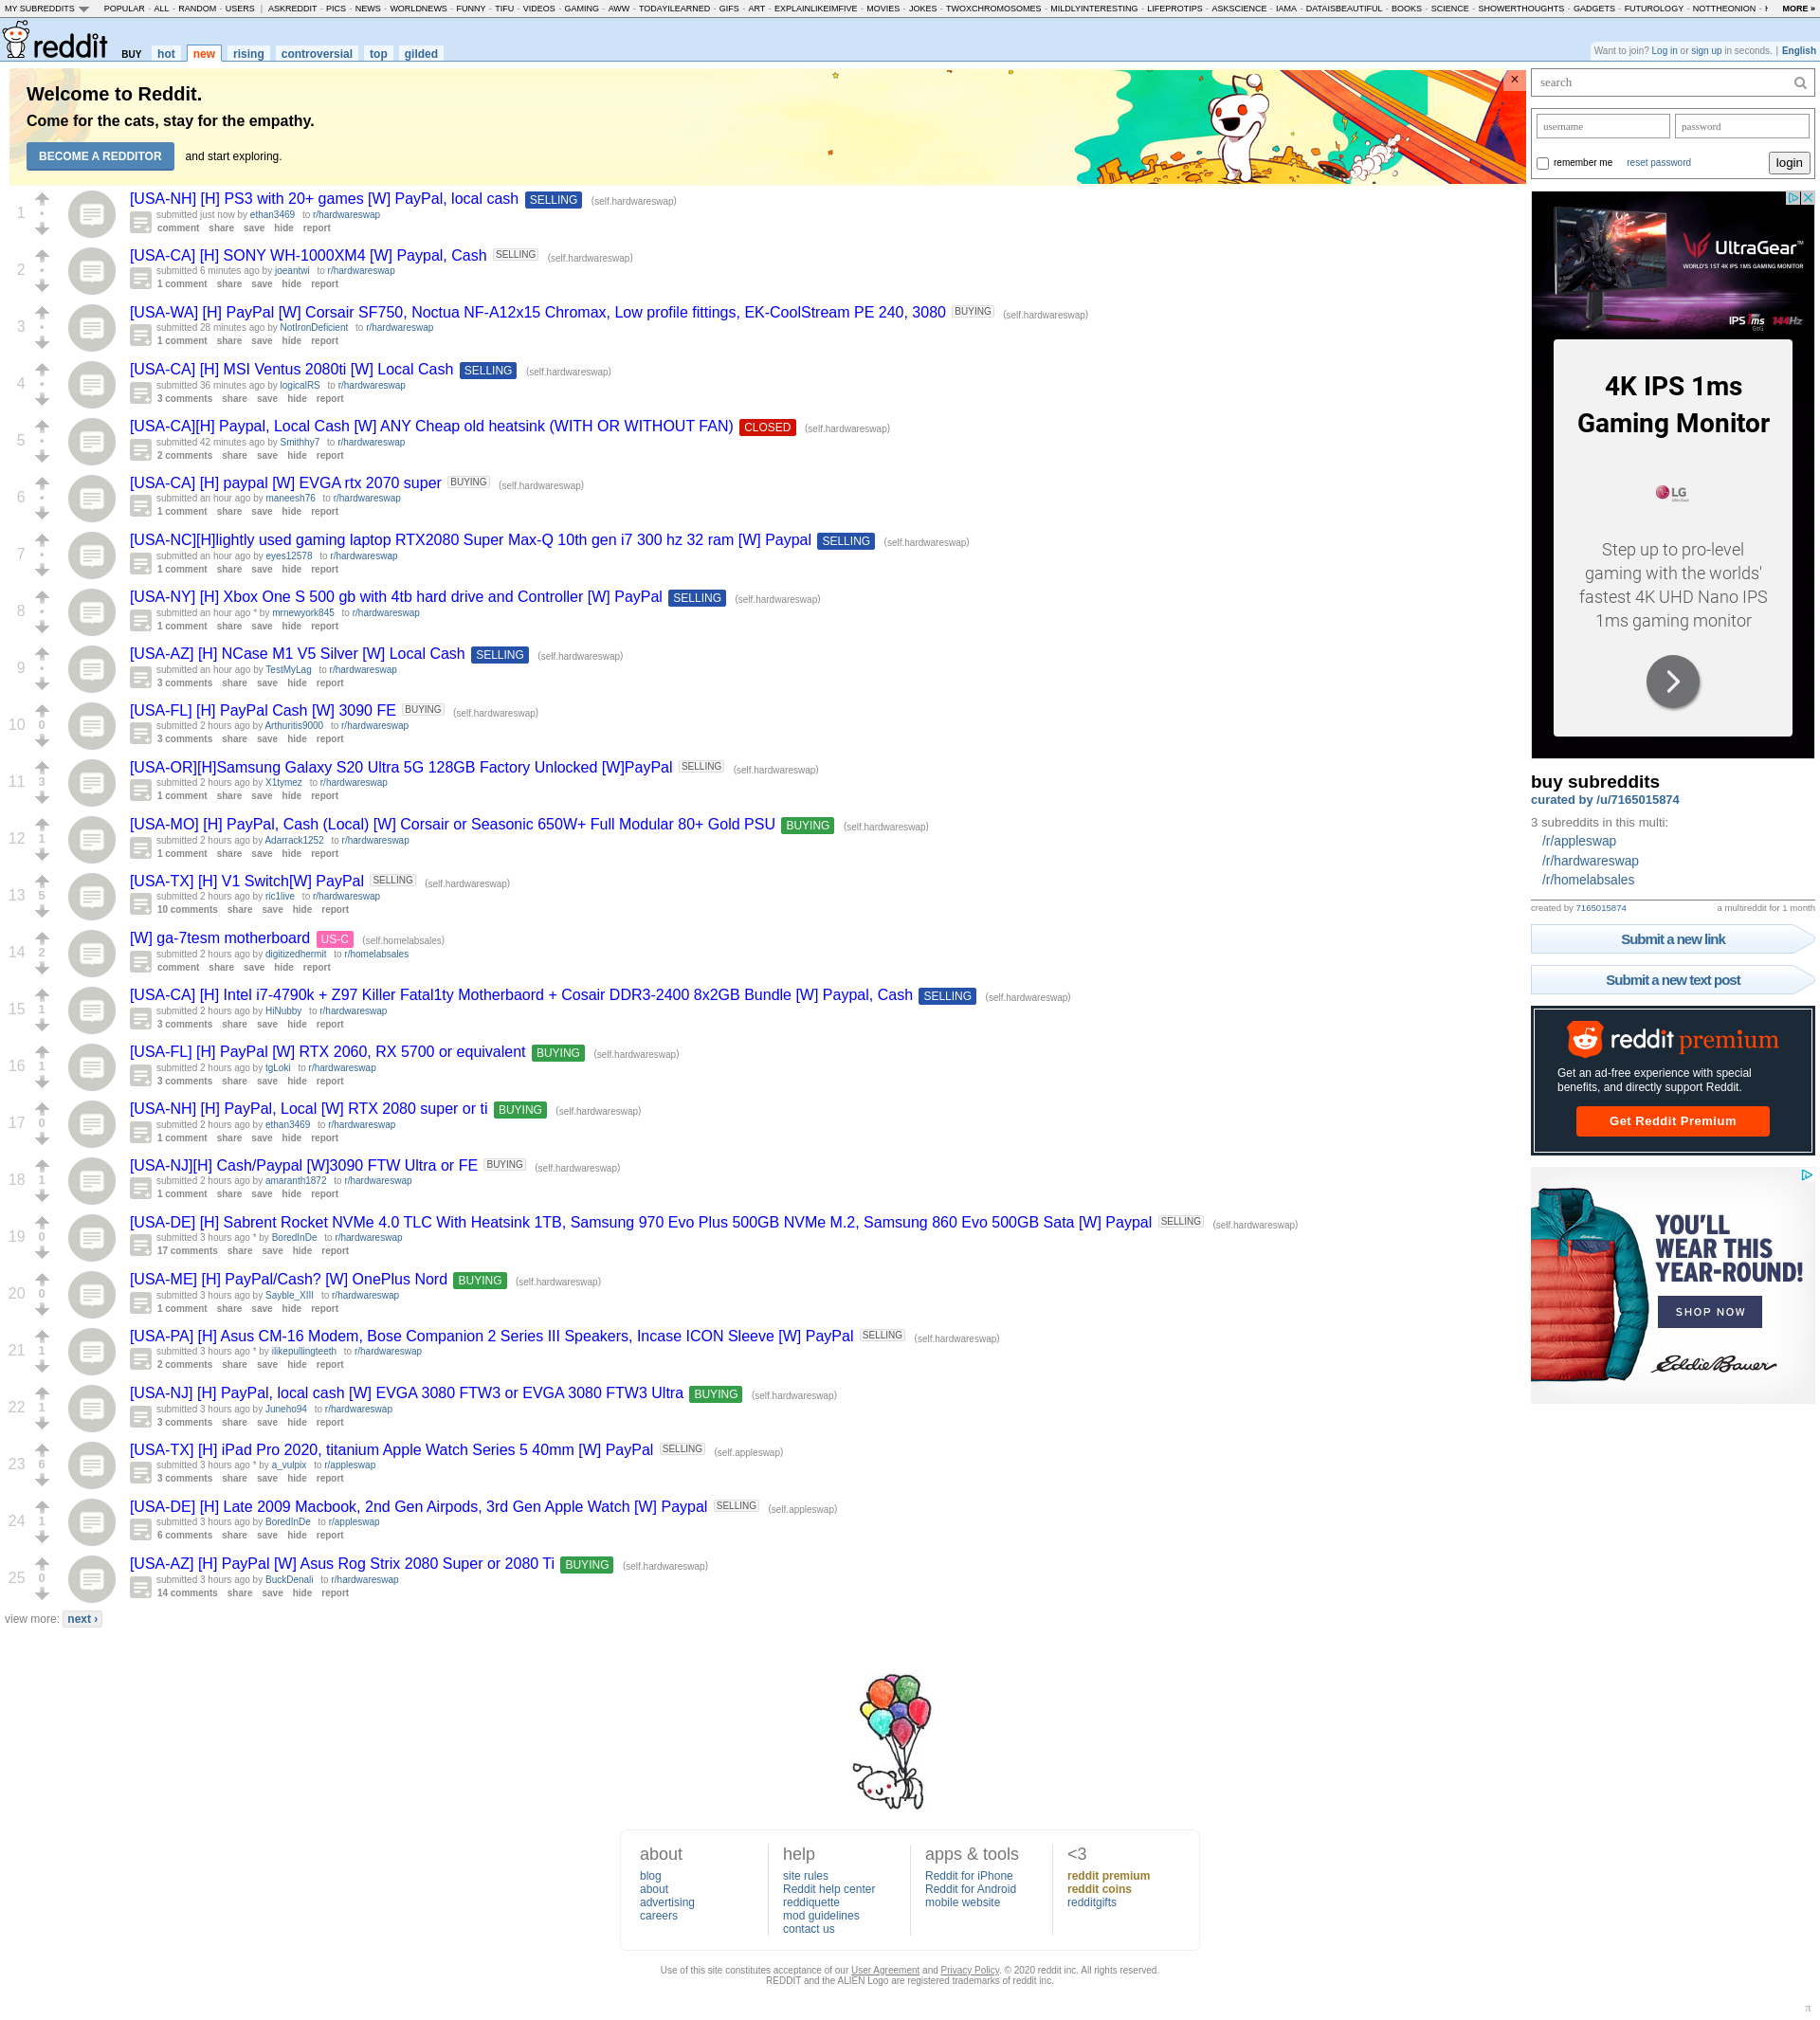 MY SUBREDDITS POPULAR - ALL - RANDOM - USERS | ASKREDDIT - PICS - NEWS - WORLDNEWS - FUNNY - TIFU - VIDEOS - GAMING - AWW - TODAYILEARNED - GIFS - ART - EXPLAINLIKEIMFIVE - MOVIES - JOKES - TWOXCHROMOSOMES - MILDLYINTERESTING - LIFEPROTIPS - ASKSCIENCE - IAMA - DATAISBEAUTIFUL - BOOKS - SCIENCE - SHOWERTHOUGHTS - GADGETS - FUTUROLOGY - NOTTHEONION - MORE »
reddit BUY hot new rising controversial top gilded
Want to join? Log in or sign up in seconds. | English
Welcome to Reddit.
Come for the cats, stay for the empathy.
BECOME A REDDITOR and start exploring.
1
[USA-NH] [H] PS3 with 20+ games [W] PayPal, local cash SELLING (self.hardwareswap)
submitted just now by ethan3469 to r/hardwareswap
comment share save hide report
2
[USA-CA] [H] SONY WH-1000XM4 [W] Paypal, Cash SELLING (self.hardwareswap)
submitted 6 minutes ago by joeantwi to r/hardwareswap
1 comment share save hide report
3
[USA-WA] [H] PayPal [W] Corsair SF750, Noctua NF-A12x15 Chromax, Low profile fittings, EK-CoolStream PE 240, 3080 BUYING (self.hardwareswap)
submitted 28 minutes ago by NotIronDeficient to r/hardwareswap
1 comment share save hide report
4
[USA-CA] [H] MSI Ventus 2080ti [W] Local Cash SELLING (self.hardwareswap)
submitted 36 minutes ago by logicalRS to r/hardwareswap
3 comments share save hide report
5
[USA-CA][H] Paypal, Local Cash [W] ANY Cheap old heatsink (WITH OR WITHOUT FAN) CLOSED (self.hardwareswap)
submitted 42 minutes ago by Smithhy7 to r/hardwareswap
2 comments share save hide report
6
[USA-CA] [H] paypal [W] EVGA rtx 2070 super BUYING (self.hardwareswap)
submitted an hour ago by maneesh76 to r/hardwareswap
1 comment share save hide report
7
[USA-NC][H]lightly used gaming laptop RTX2080 Super Max-Q 10th gen i7 300 hz 32 ram [W] Paypal SELLING (self.hardwareswap)
submitted an hour ago by eyes12578 to r/hardwareswap
1 comment share save hide report
8
[USA-NY] [H] Xbox One S 500 gb with 4tb hard drive and Controller [W] PayPal SELLING (self.hardwareswap)
submitted an hour ago * by mrnewyork845 to r/hardwareswap
1 comment share save hide report
9
[USA-AZ] [H] NCase M1 V5 Silver [W] Local Cash SELLING (self.hardwareswap)
submitted an hour ago by TestMyLag to r/hardwareswap
3 comments share save hide report
10 0
[USA-FL] [H] PayPal Cash [W] 3090 FE BUYING (self.hardwareswap)
submitted 2 hours ago by Arthuritis9000 to r/hardwareswap
3 comments share save hide report
11 3
[USA-OR][H]Samsung Galaxy S20 Ultra 5G 128GB Factory Unlocked [W]PayPal SELLING (self.hardwareswap)
submitted 2 hours ago by X1tymez to r/hardwareswap
1 comment share save hide report
12 1
[USA-MO] [H] PayPal, Cash (Local) [W] Corsair or Seasonic 650W+ Full Modular 80+ Gold PSU BUYING (self.hardwareswap)
submitted 2 hours ago by Adarrack1252 to r/hardwareswap
1 comment share save hide report
13 5
[USA-TX] [H] V1 Switch[W] PayPal SELLING (self.hardwareswap)
submitted 2 hours ago by ric1live to r/hardwareswap
10 comments share save hide report
14 2
[W] ga-7tesm motherboard US-C (self.homelabsales)
submitted 2 hours ago by digitizedhermit to r/homelabsales
comment share save hide report
15 1
[USA-CA] [H] Intel i7-4790k + Z97 Killer Fatal1ty Motherbaord + Cosair DDR3-2400 8x2GB Bundle [W] Paypal, Cash SELLING (self.hardwareswap)
submitted 2 hours ago by HiNubby to r/hardwareswap
3 comments share save hide report
16 1
[USA-FL] [H] PayPal [W] RTX 2060, RX 5700 or equivalent BUYING (self.hardwareswap)
submitted 2 hours ago by tgLoki to r/hardwareswap
3 comments share save hide report
17 0
[USA-NH] [H] PayPal, Local [W] RTX 2080 super or ti BUYING (self.hardwareswap)
submitted 2 hours ago by ethan3469 to r/hardwareswap
1 comment share save hide report
18 1
[USA-NJ][H] Cash/Paypal [W]3090 FTW Ultra or FE BUYING (self.hardwareswap)
submitted 2 hours ago by amaranth1872 to r/hardwareswap
1 comment share save hide report
19 0
[USA-DE] [H] Sabrent Rocket NVMe 4.0 TLC With Heatsink 1TB, Samsung 970 Evo Plus 500GB NVMe M.2, Samsung 860 Evo 500GB Sata [W] Paypal SELLING (self.hardwareswap)
submitted 3 hours ago * by BoredInDe to r/hardwareswap
17 comments share save hide report
20 0
[USA-ME] [H] PayPal/Cash? [W] OnePlus Nord BUYING (self.hardwareswap)
submitted 3 hours ago by Sayble_XIII to r/hardwareswap
1 comment share save hide report
21 1
[USA-PA] [H] Asus CM-16 Modem, Bose Companion 2 Series III Speakers, Incase ICON Sleeve [W] PayPal SELLING (self.hardwareswap)
submitted 3 hours ago * by ilikepullingteeth to r/hardwareswap
2 comments share save hide report
22 1
[USA-NJ] [H] PayPal, local cash [W] EVGA 3080 FTW3 or EVGA 3080 FTW3 Ultra BUYING (self.hardwareswap)
submitted 3 hours ago by Juneho94 to r/hardwareswap
3 comments share save hide report
23 6
[USA-TX] [H] iPad Pro 2020, titanium Apple Watch Series 5 40mm [W] PayPal SELLING (self.appleswap)
submitted 3 hours ago * by a_vulpix to r/appleswap
3 comments share save hide report
24 1
[USA-DE] [H] Late 2009 Macbook, 2nd Gen Airpods, 3rd Gen Apple Watch [W] Paypal SELLING (self.appleswap)
submitted 3 hours ago by BoredInDe to r/appleswap
6 comments share save hide report
25 0
[USA-AZ] [H] PayPal [W] Asus Rog Strix 2080 Super or 2080 Ti BUYING (self.hardwareswap)
submitted 3 hours ago by BuckDenali to r/hardwareswap
14 comments share save hide report
view more: next ›
search
username password
remember me reset password login
UltraGear™
WORLD'S 1ST 4K IPS 1MS GAMING MONITOR
IPS 1ms GtG 144Hz
4K IPS 1ms
Gaming Monitor
LG
Step up to pro-level
gaming with the worlds'
fastest 4K UHD Nano IPS
1ms gaming monitor
buy subreddits
curated by /u/7165015874
3 subreddits in this multi:
/r/appleswap
/r/hardwareswap
/r/homelabsales
created by 7165015874 a multireddit for 1 month
Submit a new link
Submit a new text post
reddit premium
Get an ad-free experience with special
benefits, and directly support Reddit.
Get Reddit Premium
YOU'LL
WEAR THIS
YEAR-ROUND!
SHOP NOW
Eddie Bauer
about
blog
about
advertising
careers
help
site rules
Reddit help center
reddiquette
mod guidelines
contact us
apps & tools
Reddit for iPhone
Reddit for Android
mobile website
<3
reddit premium
reddit coins
redditgifts
Use of this site constitutes acceptance of our User Agreement and Privacy Policy. © 2020 reddit inc. All rights reserved.
REDDIT and the ALIEN Logo are registered trademarks of reddit inc.
π